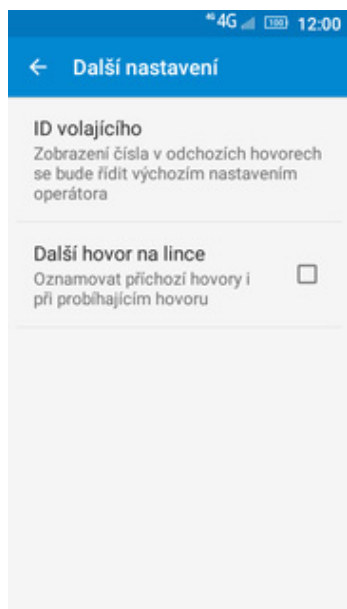 4G 100 12:00
Další nastavení
ID volajícího
Zobrazení čísla v odchozích hovorech
se bude řídit výchozím nastavením
operátora
Další hovor na lince
Oznamovat příchozí hovory i
při probíhajícím hovoru